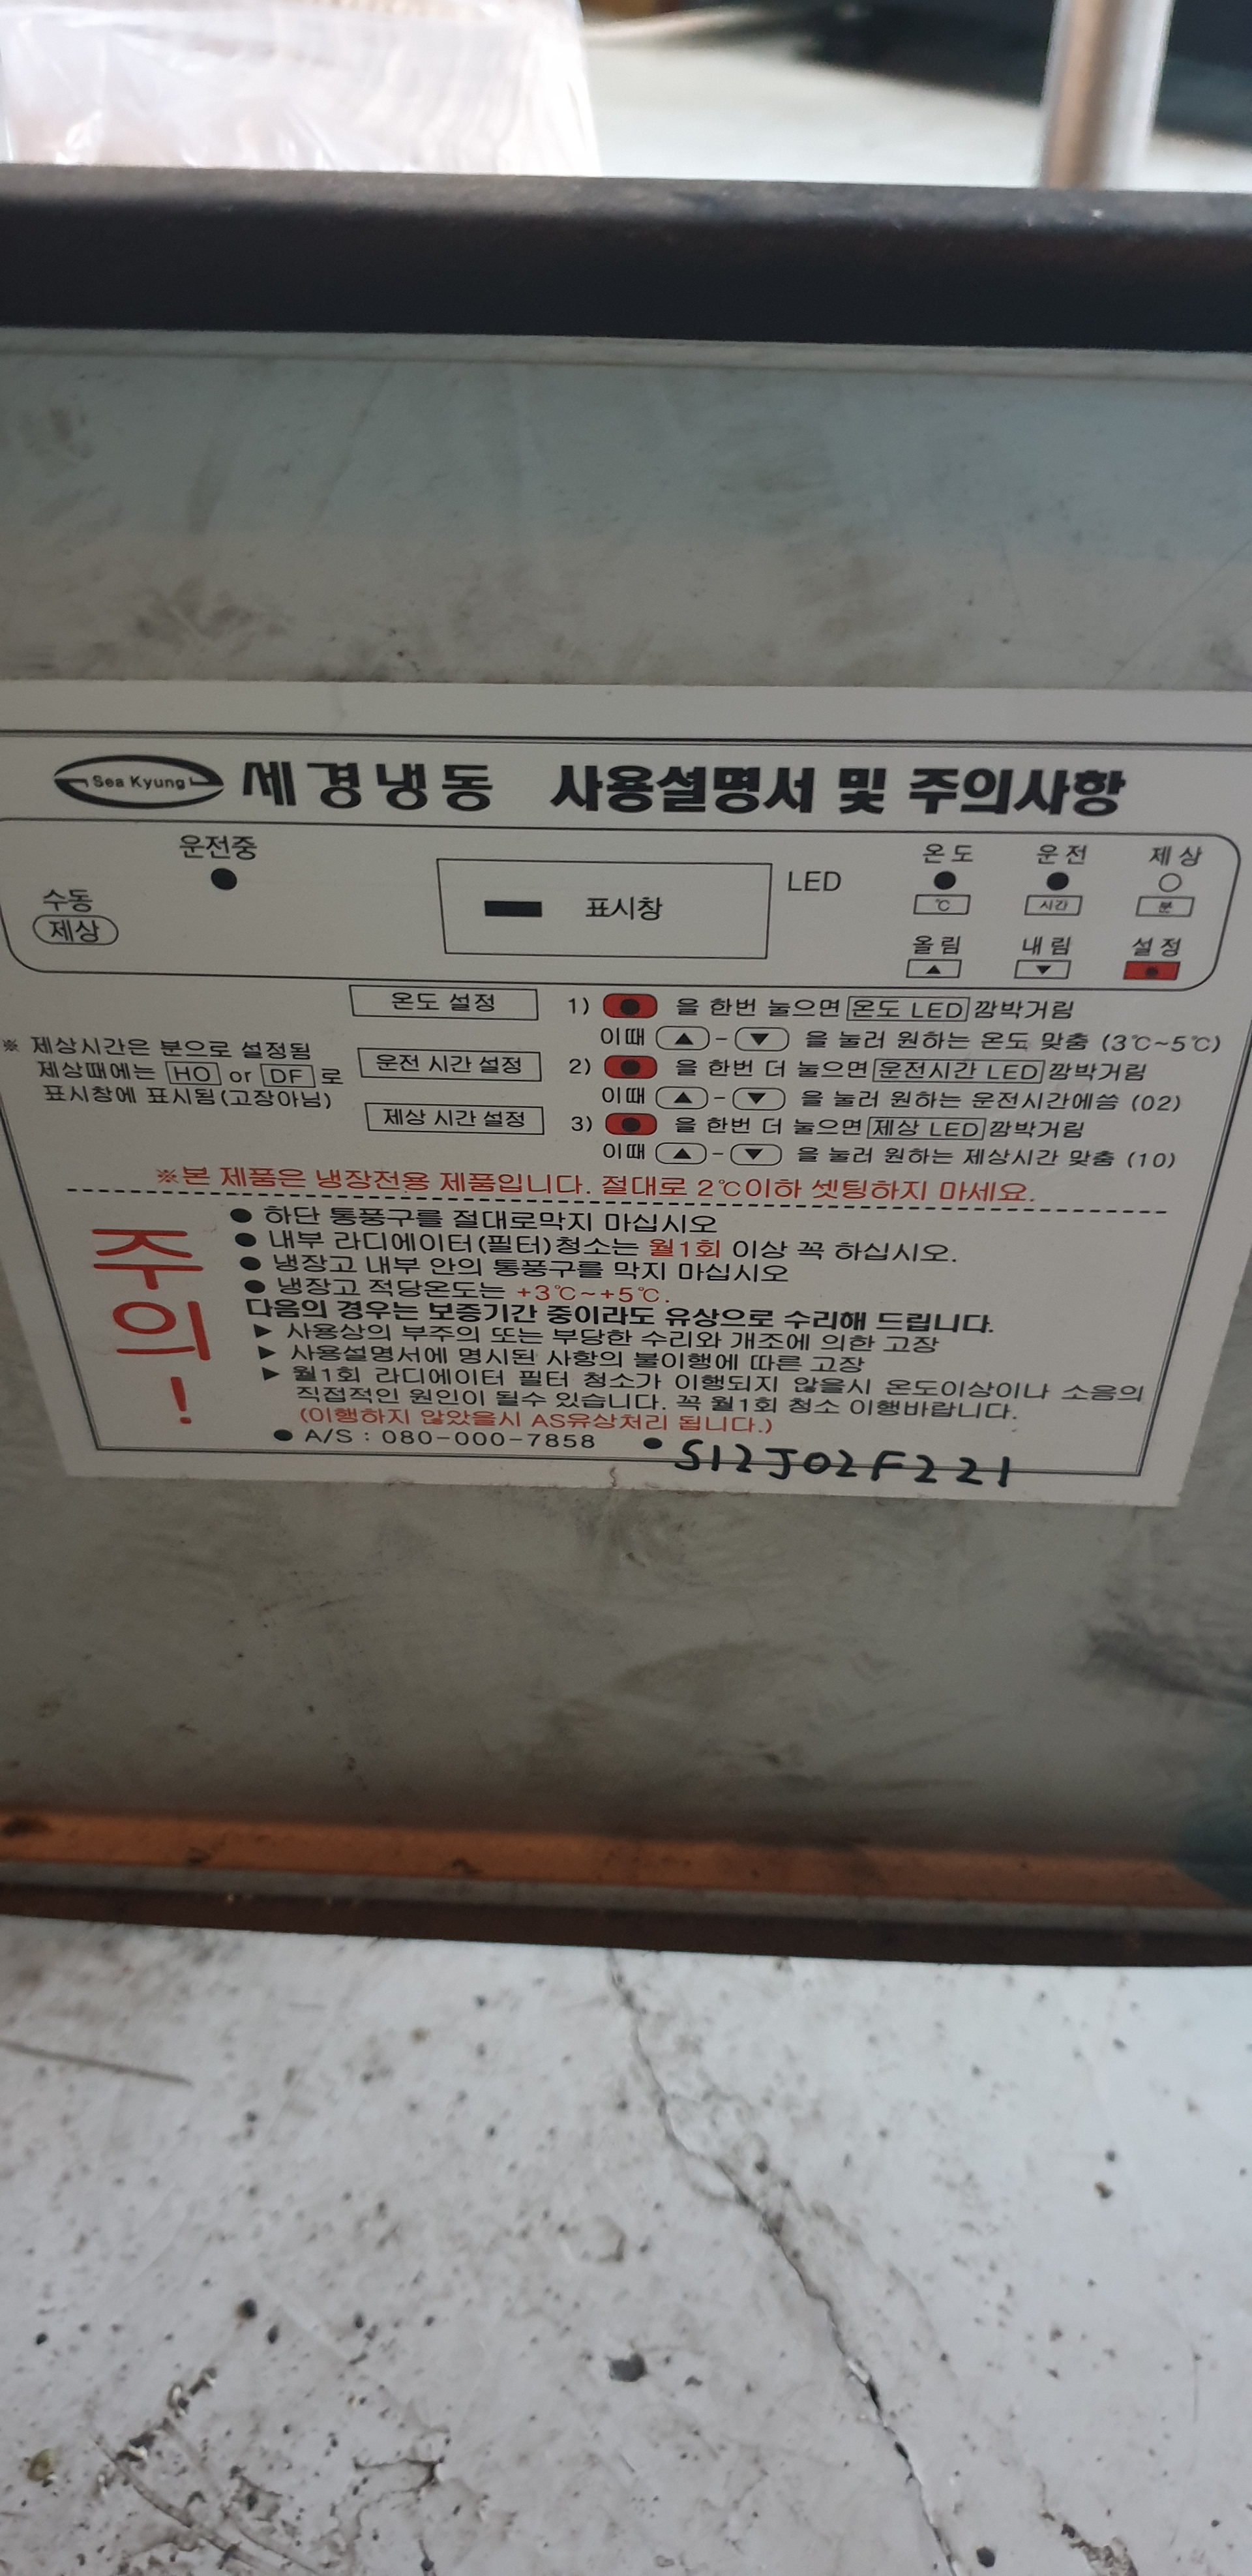 Sea Kyung 세경냉동 사용설명서 및 주의사항
운전중
수동
제상
표시창
LED
온도 운전 제상
℃ 시간 분
올림 내림 설정
▲ ▼ ●
온도 설정 1) ● 을 한번 눌으면 온도 LED 깜박거림
이때 ▲-▼ 을 눌러 원하는 온도 맞춤 (3℃~5℃)
운전 시간 설정 2) ● 을 한번 더 눌으면 운전시간 LED 깜박거림
이때 ▲-▼ 을 눌러 원하는 운전시간에씀 (02)
제상 시간 설정 3) ● 을 한번 더 눌으면 제상 LED 깜박거림
이때 ▲-▼ 을 눌러 원하는 제상시간 맞춤 (10)
※ 제상시간은 분으로 설정됨
제상때에는 HO or DF 로
표시창에 표시됨(고장아님)
※본 제품은 냉장전용 제품입니다. 절대로 2℃이하 셋팅하지 마세요.
주의!
● 하단 통풍구를 절대로막지 마십시오
● 내부 라디에이터(필터)청소는 월1회 이상 꼭 하십시오.
● 냉장고 내부 안의 통풍구를 막지 마십시오
● 냉장고 적당온도는 +3℃~+5℃.
다음의 경우는 보증기간 중이라도 유상으로 수리해 드립니다.
▶ 사용상의 부주의 또는 부당한 수리와 개조에 의한 고장
▶ 사용설명서에 명시된 사항의 불이행에 따른 고장
▶ 월1회 라디에이터 필터 청소가 이행되지 않을시 온도이상이나 소음의
직접적인 원인이 될수 있습니다. 꼭 월1회 청소 이행바랍니다.
(이행하지 않았을시 AS유상처리 됩니다.)
● A/S : 080-000-7858 ● S12J02F221